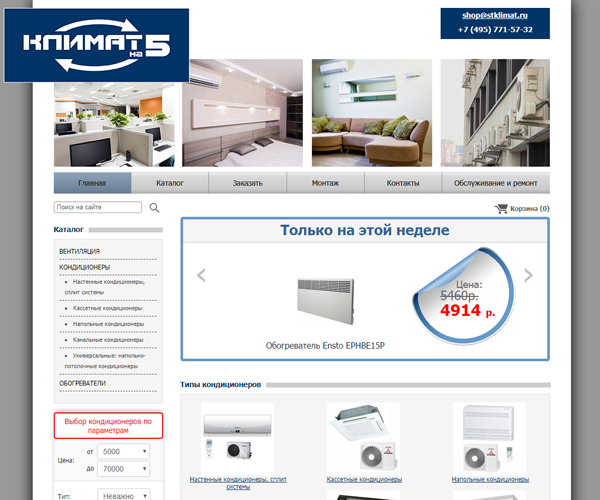 КЛИМАТ на 5
shop@stklimat.ru
+7 (495) 771-57-32
Главная
Каталог
Заказать
Монтаж
Контакты
Обслуживание и ремонт
Поиск на сайте
Корзина (0)
Каталог
ВЕНТИЛЯЦИЯ
КОНДИЦИОНЕРЫ
Настенные кондиционеры,
сплит системы
Кассетные кондиционеры
Напольные кондиционеры
Канальные кондиционеры
Универсальные: напольно-
потолочные кондиционеры
ОБОГРЕВАТЕЛИ
Выбор кондиционеров по
параметрам
Цена:
от
5000
до
70000
Тип:
Неважно
Только на этой неделе
Цена:
5460р.
4914 р.
Обогреватель Ensto EPHBE15P
Типы кондиционеров
Настенные кондиционеры, сплит
системы
Кассетные кондиционеры
Напольные кондиционеры